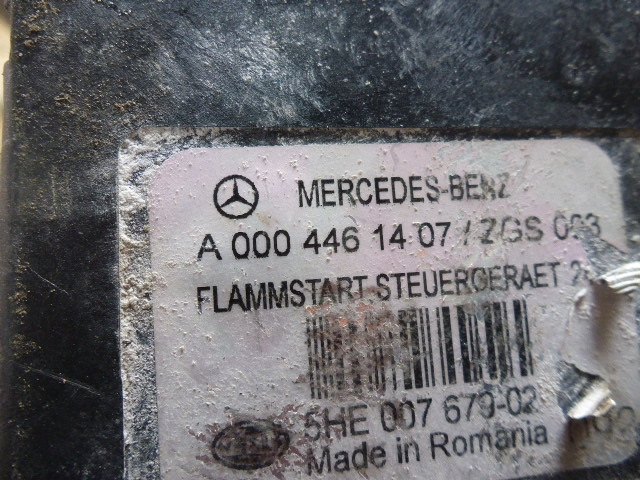 MERCEDES-BENZ
A 000 446 14 07 / ZGS 003
FLAMMSTART STEUERGERAET
5HE 007 679-02
Made in Romania